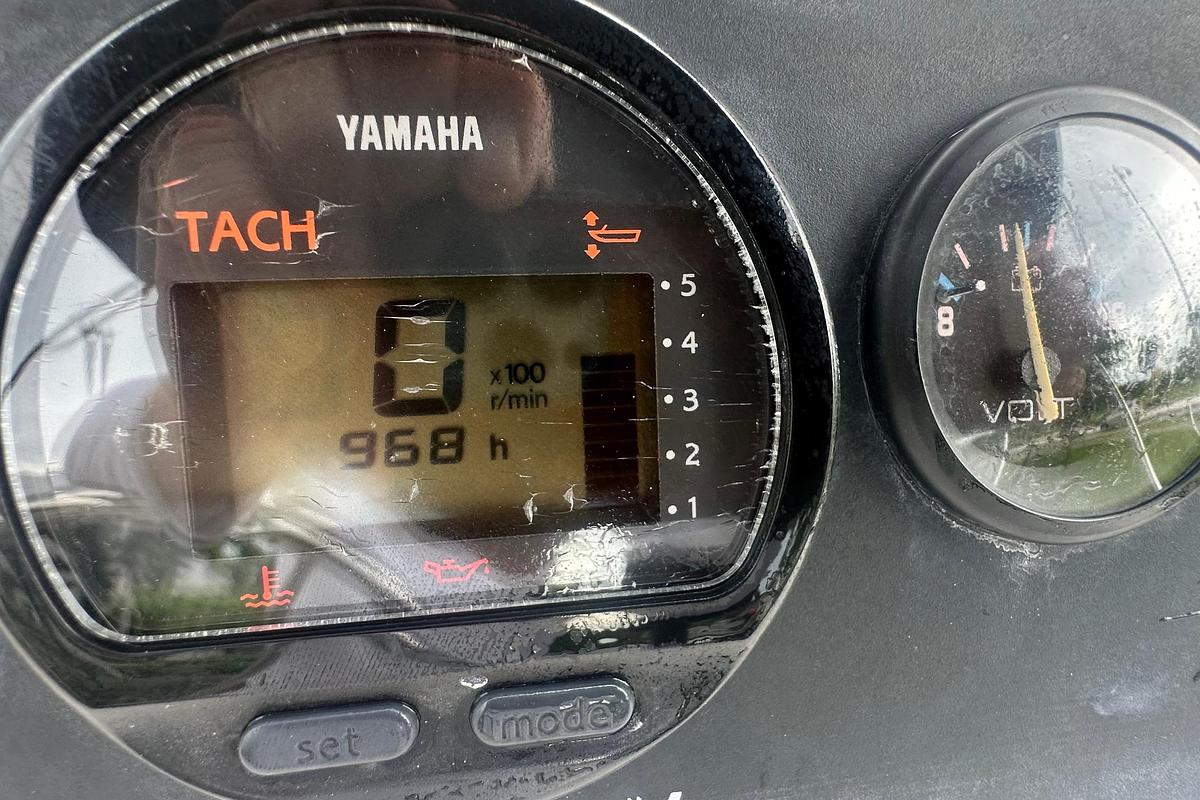 YAMAHA
TACH
0
x100
r/min
968 h
5
4
3
2
1
set
mode
8
VOLT